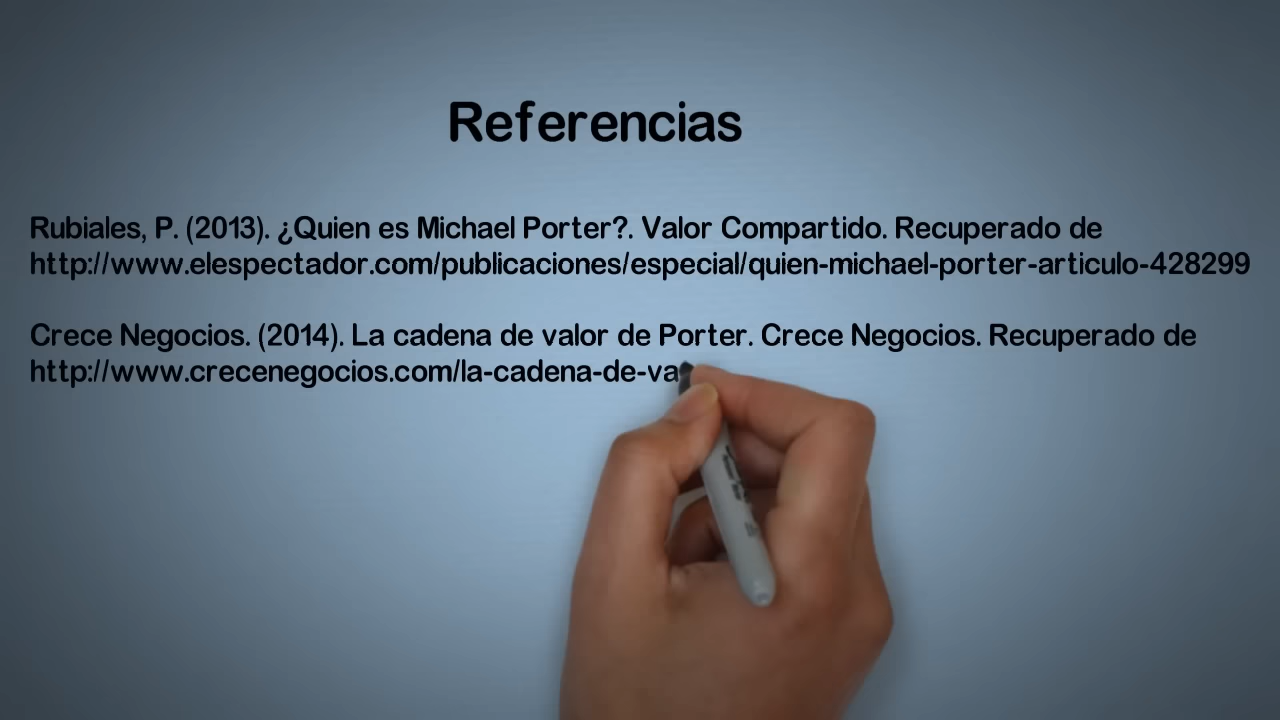 Referencias
Rubiales, P. (2013). ¿Quien es Michael Porter?. Valor Compartido. Recuperado de
http://www.elespectador.com/publicaciones/especial/quien-michael-porter-articulo-428299
Crece Negocios. (2014). La cadena de valor de Porter. Crece Negocios. Recuperado de
http://www.crecenegocios.com/la-cadena-de-va